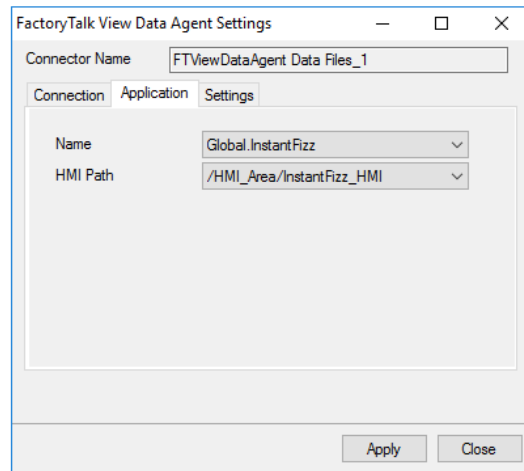 FactoryTalk View Data Agent Settings
Connector Name FTViewDataAgent Data Files_1
Connection Application Settings
Name Global.InstantFizz
HMI Path /HMI_Area/InstantFizz_HMI
Apply Close